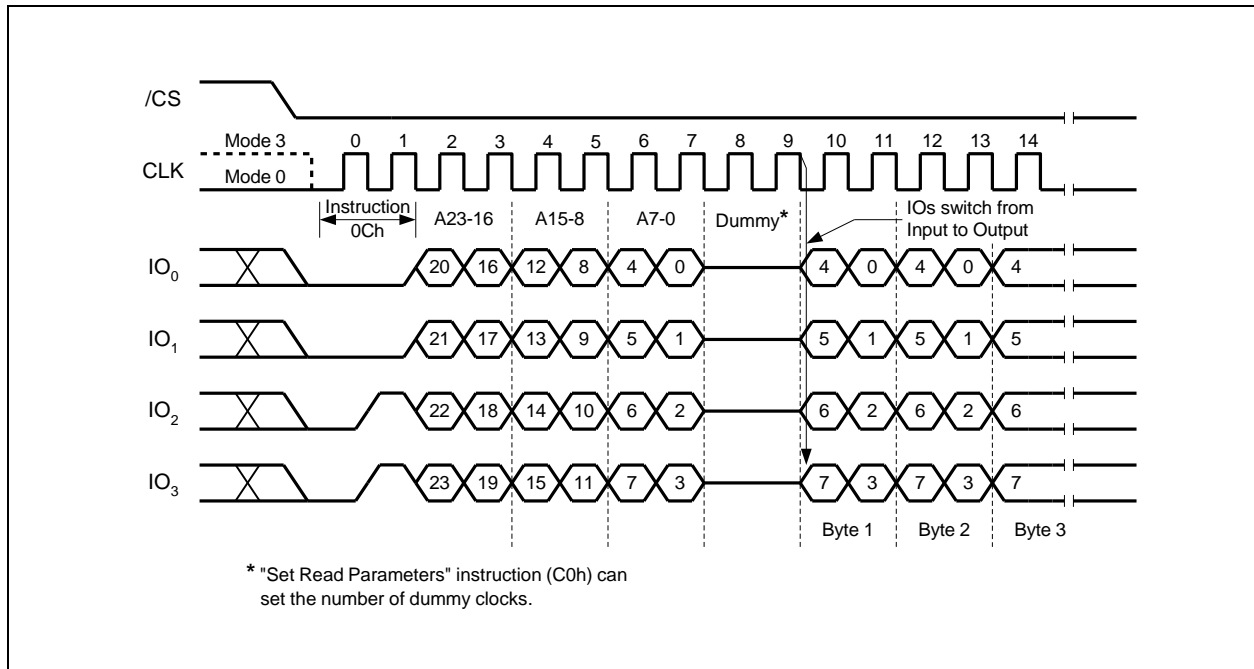 /CS
Mode 3 0 1 2 3 4 5 6 7 8 9 10 11 12 13 14
CLK
Mode 0
Instruction
0Ch
A23-16 A15-8 A7-0 Dummy*
IOs switch from
Input to Output
IO0 20 16 12 8 4 0 4 0 4 0 4
IO1 21 17 13 9 5 1 5 1 5 1 5
IO2 22 18 14 10 6 2 6 2 6 2 6
IO3 23 19 15 11 7 3 7 3 7 3 7
Byte 1 Byte 2 Byte 3
* "Set Read Parameters" instruction (C0h) can
set the number of dummy clocks.